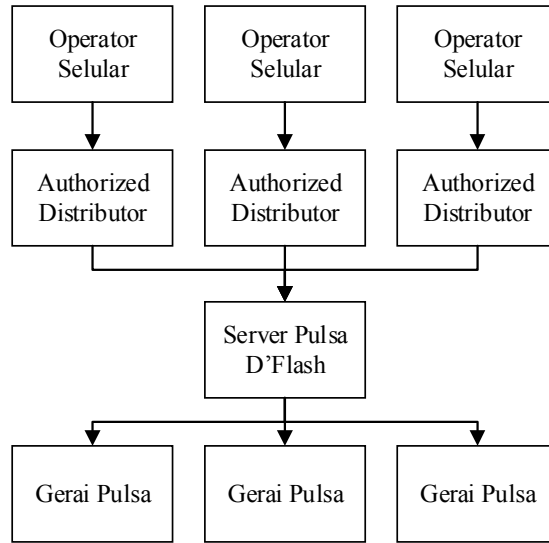 Operator
Selular
Operator
Selular
Operator
Selular
Authorized
Distributor
Authorized
Distributor
Authorized
Distributor
Server Pulsa
D'Flash
Gerai Pulsa
Gerai Pulsa
Gerai Pulsa